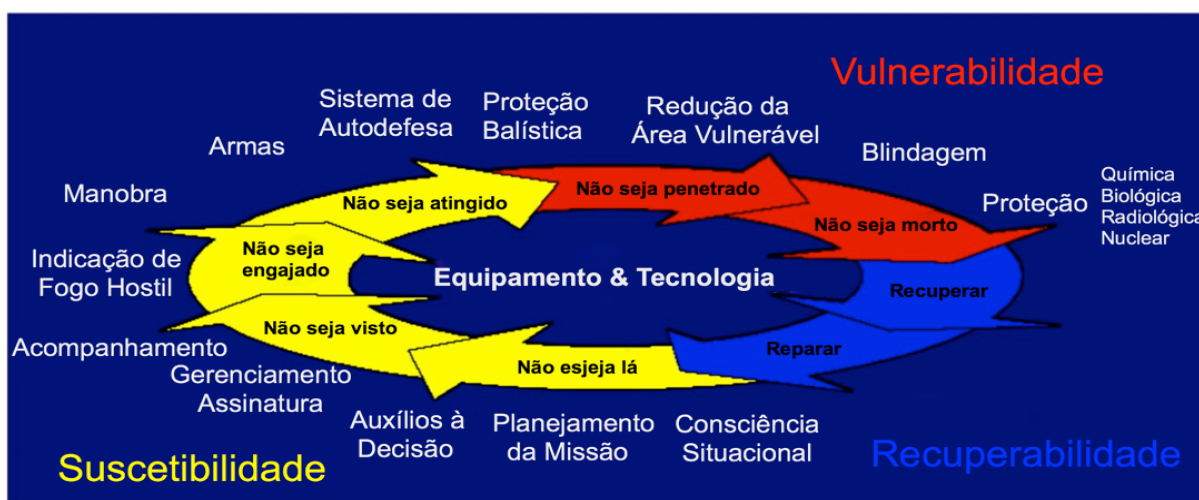 Vulnerabilidade
Sistema de
Autodefesa
Proteção
Balística
Redução da
Área Vulnerável
Armas
Blindagem
Manobra
Proteção
Química
Biológica
Radiológica
Nuclear
Não seja penetrado
Não seja atingido
Não seja morto
Não seja
engajado
Indicação de
Fogo Hostil
Equipamento & Tecnologia
Recuperar
Não seja visto
Reparar
Não esjeja lá
Acompanhamento
Gerenciamento
Assinatura
Auxílios à
Decisão
Planejamento
da Missão
Consciência
Situacional
Suscetibilidade
Recuperabilidade